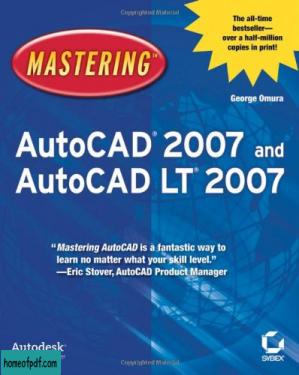 The all-time
bestseller—
over a half-million
copies in print!
MASTERING™
George Omura
AutoCAD® 2007 and
AutoCAD LT® 2007
“Mastering AutoCAD is a fantastic way to
learn no matter what your skill level.”
—Eric Stover, AutoCAD Product Manager
Autodesk®
homeofpdf.com
SYBEX